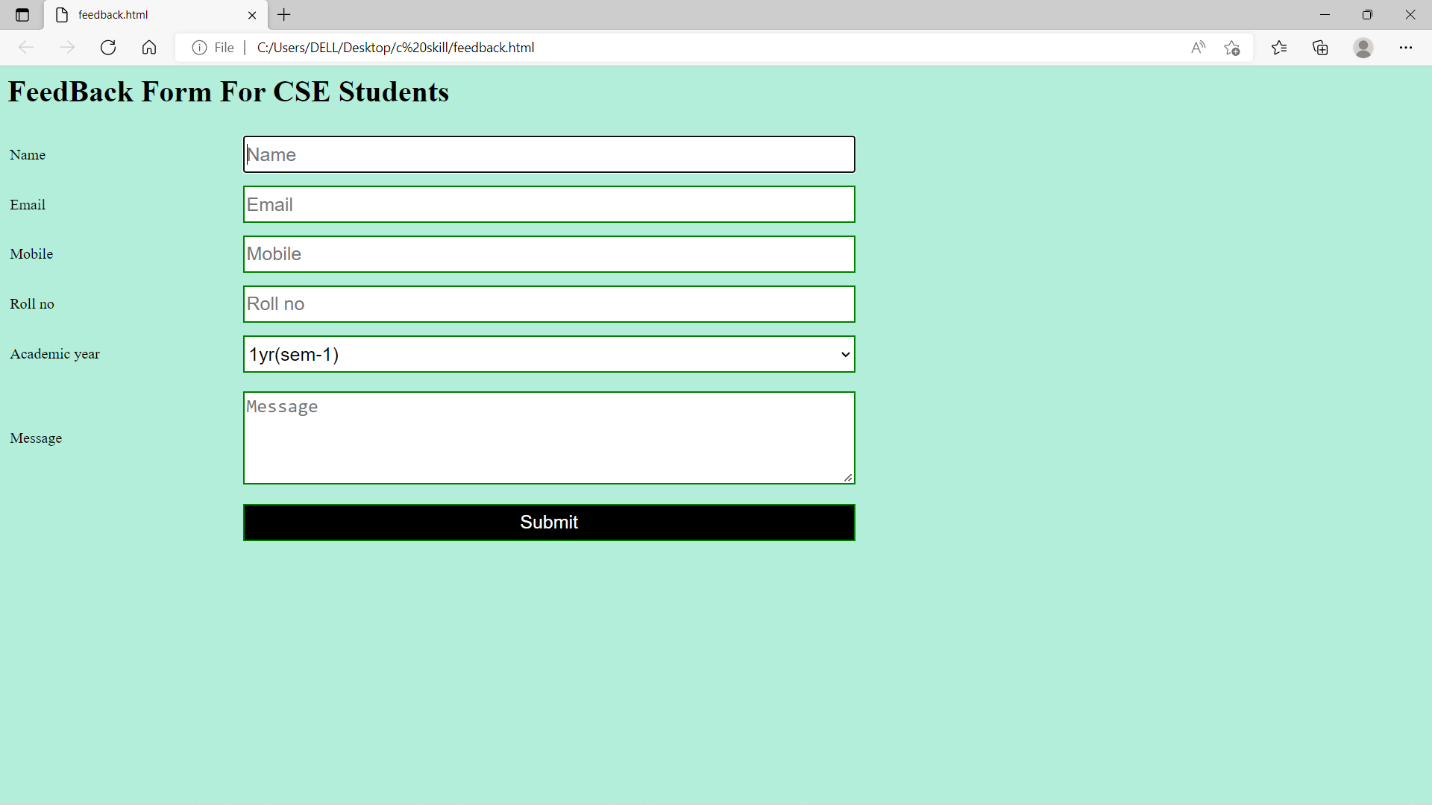 feedback.html
File | C:/Users/DELL/Desktop/c%20skill/feedback.html
FeedBack Form For CSE Students
Name Name
Email Email
Mobile Mobile
Roll no Roll no
Academic year 1yr(sem-1)
Message Message
Submit